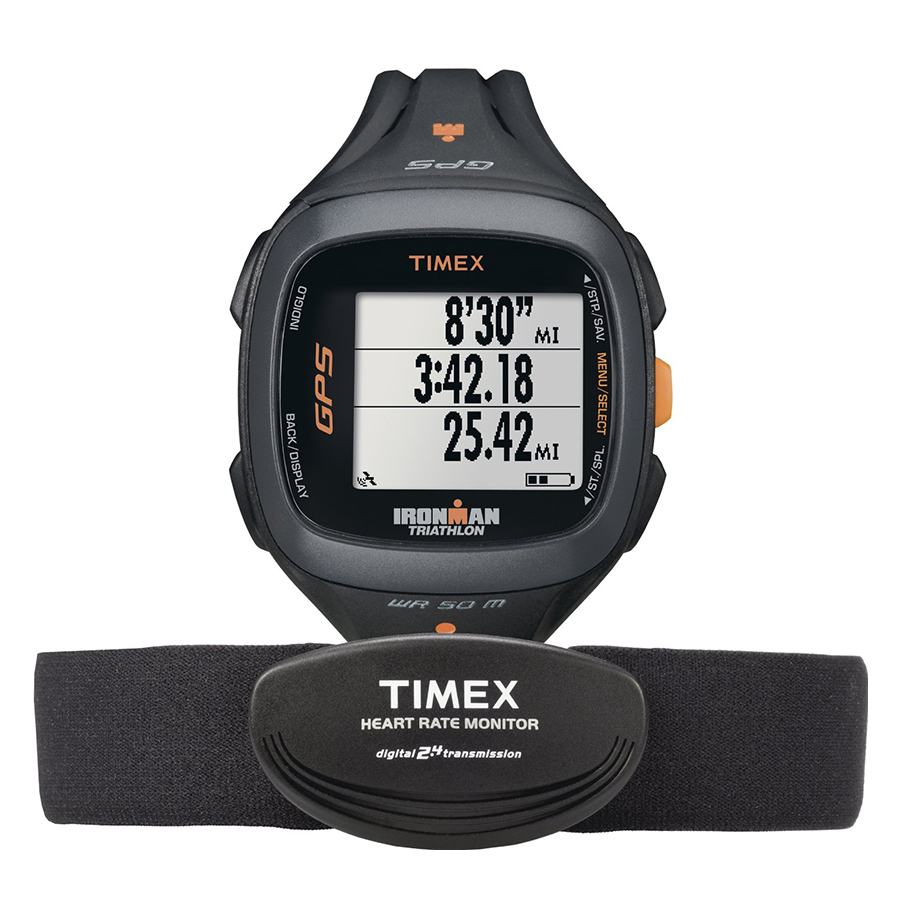 GPS
TIMEX
INDIGLO
▲/STP./SAV.
8'30" MI
3:42.18
25.42 MI
GPS
MENU/SELECT
BACK/DISPLAY
▼/ST./SPL.
IRONMAN
TRIATHLON
WR 50 M
TIMEX
HEART RATE MONITOR
digital 2.4 transmission